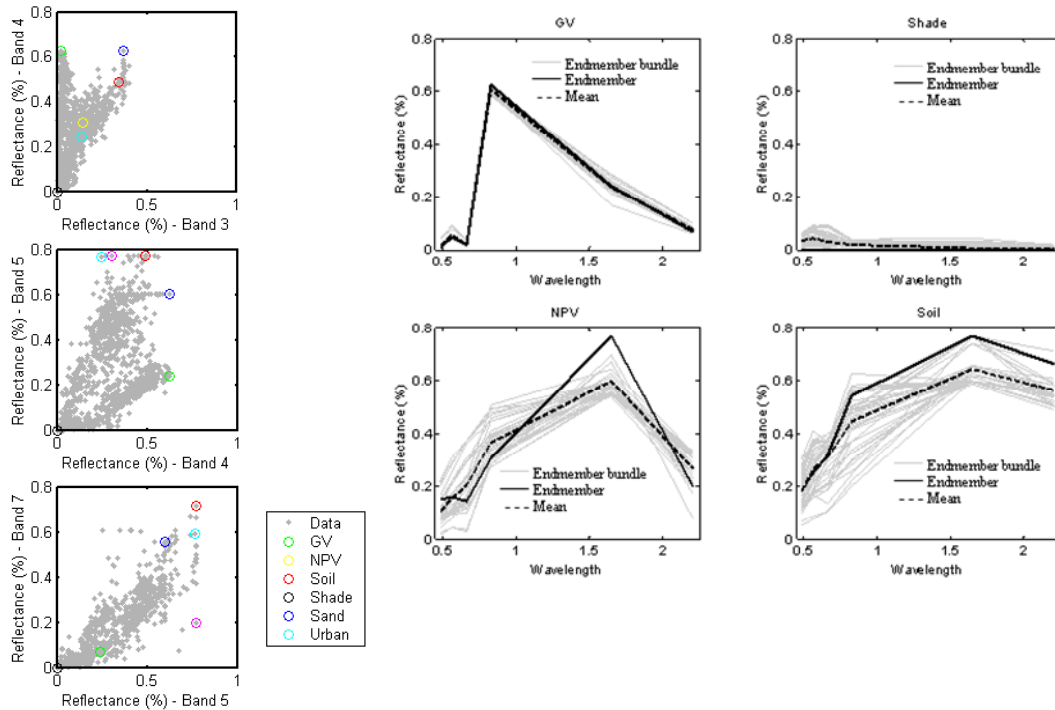 Reflectance (%) - Band 4
0.8
0.6
0.4
0.2
0
0 0.5 1
Reflectance (%) - Band 3
Reflectance (%) - Band 5
0.8
0.6
0.4
0.2
0
0 0.5 1
Reflectance (%) - Band 4
Reflectance (%) - Band 7
0.8
0.6
0.4
0.2
0
0 0.5 1
Reflectance (%) - Band 5
Data
GV
NPV
Soil
Shade
Sand
Urban
GV
Reflectance (%)
0.8
0.6
0.4
0.2
0
0.5 1 1.5 2
Wavelength
Endmember bundle
Endmember
Mean
Shade
Reflectance (%)
0.8
0.6
0.4
0.2
0
0.5 1 1.5 2
Wavelength
Endmember bundle
Endmember
Mean
NPV
Reflectance (%)
0.8
0.6
0.4
0.2
0
0.5 1 1.5 2
Wavelength
Endmember bundle
Endmember
Mean
Soil
Reflectance (%)
0.8
0.6
0.4
0.2
0
0.5 1 1.5 2
Wavelength
Endmember bundle
Endmember
Mean